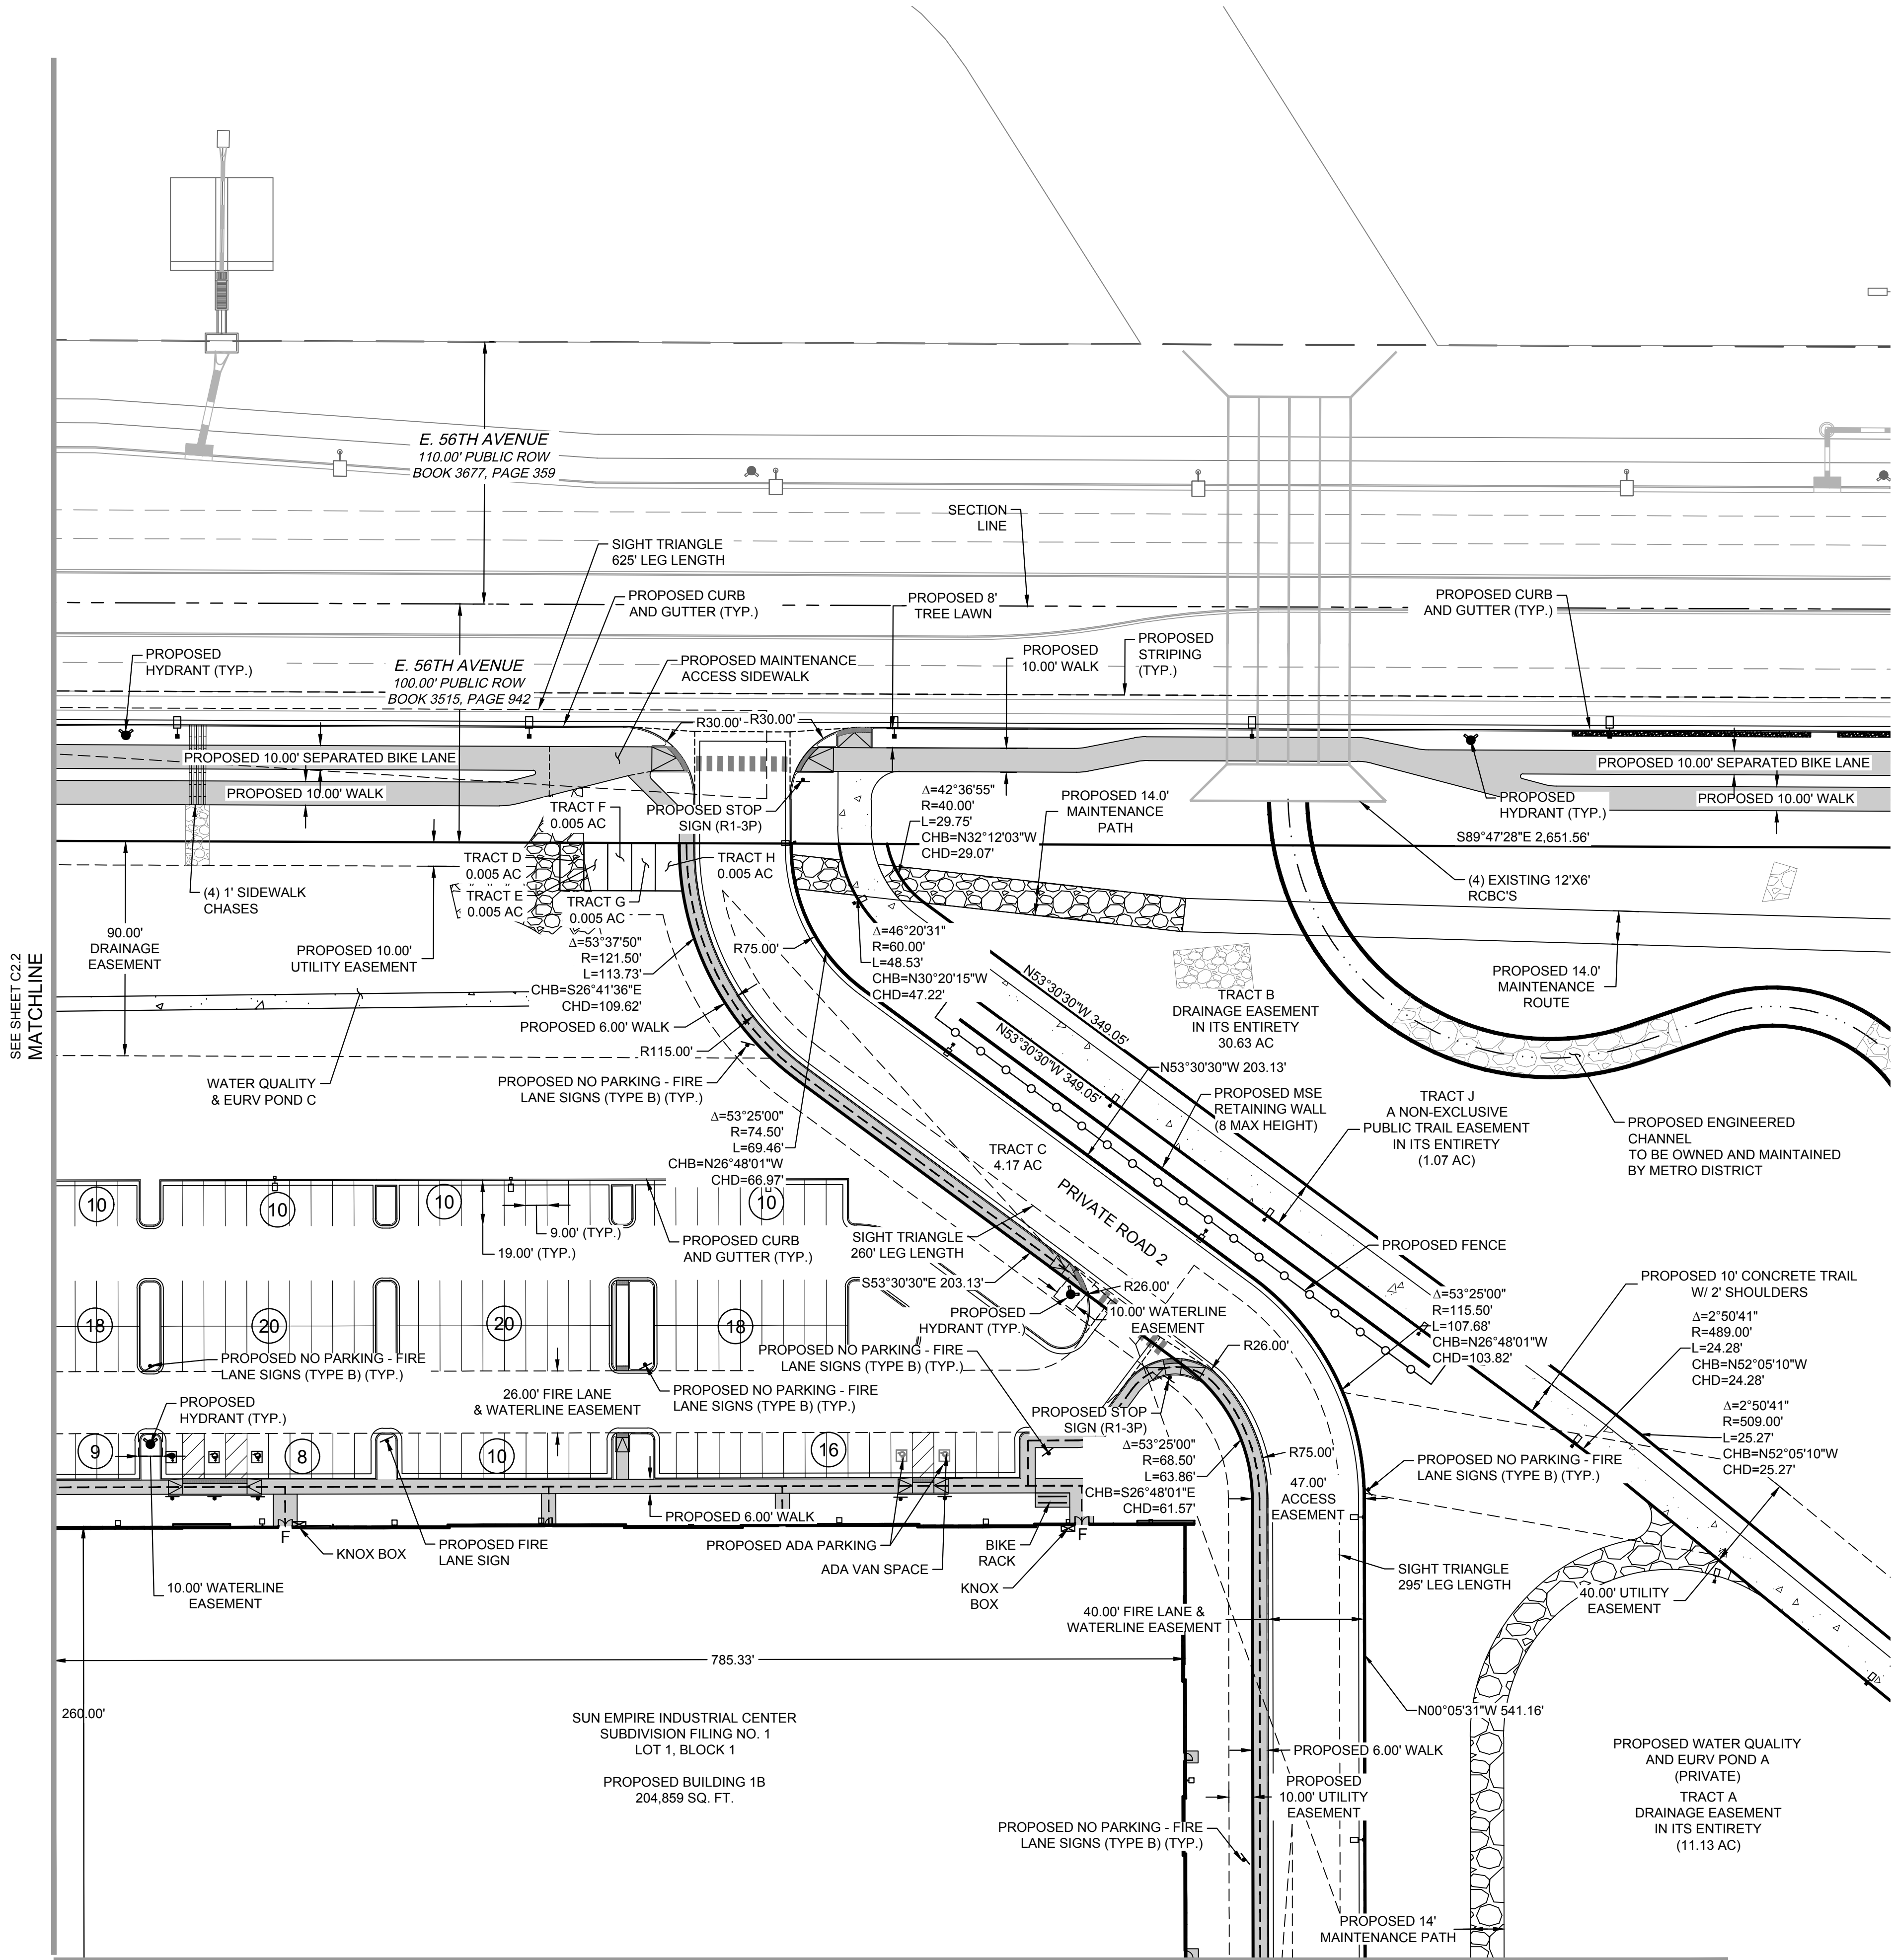 E. 56TH AVENUE
110.00' PUBLIC ROW
BOOK 3677, PAGE 359
SECTION
LINE
SIGHT TRIANGLE
625' LEG LENGTH
PROPOSED CURB
AND GUTTER (TYP.)
PROPOSED 8'
TREE LAWN
PROPOSED CURB
AND GUTTER (TYP.)
PROPOSED
HYDRANT (TYP.)
E. 56TH AVENUE
100.00' PUBLIC ROW
BOOK 3515, PAGE 942
PROPOSED MAINTENANCE
ACCESS SIDEWALK
PROPOSED
10.00' WALK
PROPOSED
STRIPING
(TYP.)
R30.00'
R30.00'
PROPOSED 10.00' SEPARATED BIKE LANE
PROPOSED 10.00' SEPARATED BIKE LANE
PROPOSED 10.00' WALK
TRACT F
0.005 AC
PROPOSED STOP
SIGN (R1-3P)
Δ=42°36'55"
R=40.00'
L=29.75'
CHB=N32°12'03"W
CHD=29.07'
PROPOSED 14.0'
MAINTENANCE
PATH
PROPOSED
HYDRANT (TYP.)
PROPOSED 10.00' WALK
S89°47'28"E 2,651.56'
TRACT D
0.005 AC
TRACT H
0.005 AC
(4) 1' SIDEWALK
CHASES
TRACT E
0.005 AC
TRACT G
0.005 AC
(4) EXISTING 12'X6'
RCBC'S
90.00'
DRAINAGE
EASEMENT
PROPOSED 10.00'
UTILITY EASEMENT
Δ=53°37'50"
R=121.50'
L=113.73'
CHB=S26°41'36"E
CHD=109.62'
R75.00'
Δ=46°20'31"
R=60.00'
L=48.53'
CHB=N30°20'15"W
CHD=47.22'
N53°30'30"W 349.05'
PROPOSED 14.0'
MAINTENANCE
ROUTE
SEE SHEET C2.2
MATCHLINE
TRACT B
DRAINAGE EASEMENT
IN ITS ENTIRETY
30.63 AC
PROPOSED 6.00' WALK
N53°30'30"W 349.05'
R115.00'
N53°30'30"W 203.13'
WATER QUALITY
& EURV POND C
PROPOSED NO PARKING - FIRE
LANE SIGNS (TYPE B) (TYP.)
PROPOSED MSE
RETAINING WALL
(8 MAX HEIGHT)
TRACT J
A NON-EXCLUSIVE
PUBLIC TRAIL EASEMENT
IN ITS ENTIRETY
(1.07 AC)
PROPOSED ENGINEERED
CHANNEL
TO BE OWNED AND MAINTAINED
BY METRO DISTRICT
Δ=53°25'00"
R=74.50'
L=69.46'
CHB=N26°48'01"W
CHD=66.97'
TRACT C
4.17 AC
PRIVATE ROAD 2
10
10
10
10
9.00' (TYP.)
19.00' (TYP.)
PROPOSED CURB
AND GUTTER (TYP.)
SIGHT TRIANGLE
260' LEG LENGTH
PROPOSED FENCE
S53°30'30"E 203.13'
R26.00'
PROPOSED 10' CONCRETE TRAIL
W/ 2' SHOULDERS
18
20
20
18
PROPOSED
HYDRANT (TYP.)
10.00' WATERLINE
EASEMENT
Δ=53°25'00"
R=115.50'
L=107.68'
CHB=N26°48'01"W
CHD=103.82'
Δ=2°50'41"
R=489.00'
L=24.28'
CHB=N52°05'10"W
CHD=24.28'
R26.00'
PROPOSED NO PARKING - FIRE
LANE SIGNS (TYPE B) (TYP.)
PROPOSED NO PARKING - FIRE
LANE SIGNS (TYPE B) (TYP.)
26.00' FIRE LANE
& WATERLINE EASEMENT
PROPOSED NO PARKING - FIRE
LANE SIGNS (TYPE B) (TYP.)
PROPOSED
HYDRANT (TYP.)
PROPOSED STOP
SIGN (R1-3P)
Δ=2°50'41"
R=509.00'
L=25.27'
CHB=N52°05'10"W
CHD=25.27'
9
8
10
16
Δ=53°25'00"
R=68.50'
L=63.86'
CHB=S26°48'01"E
CHD=61.57'
R75.00'
47.00'
ACCESS
EASEMENT
PROPOSED NO PARKING - FIRE
LANE SIGNS (TYPE B) (TYP.)
PROPOSED 6.00' WALK
F
F
KNOX BOX
PROPOSED FIRE
LANE SIGN
PROPOSED ADA PARKING
ADA VAN SPACE
BIKE
RACK
KNOX
BOX
10.00' WATERLINE
EASEMENT
SIGHT TRIANGLE
295' LEG LENGTH
40.00' UTILITY
EASEMENT
40.00' FIRE LANE &
WATERLINE EASEMENT
785.33'
260.00'
N00°05'31"W 541.16'
SUN EMPIRE INDUSTRIAL CENTER
SUBDIVISION FILING NO. 1
LOT 1, BLOCK 1
PROPOSED BUILDING 1B
204,859 SQ. FT.
PROPOSED 6.00' WALK
PROPOSED
10.00' UTILITY
EASEMENT
PROPOSED WATER QUALITY
AND EURV POND A
(PRIVATE)
TRACT A
DRAINAGE EASEMENT
IN ITS ENTIRETY
(11.13 AC)
PROPOSED NO PARKING - FIRE
LANE SIGNS (TYPE B) (TYP.)
PROPOSED 14'
MAINTENANCE PATH